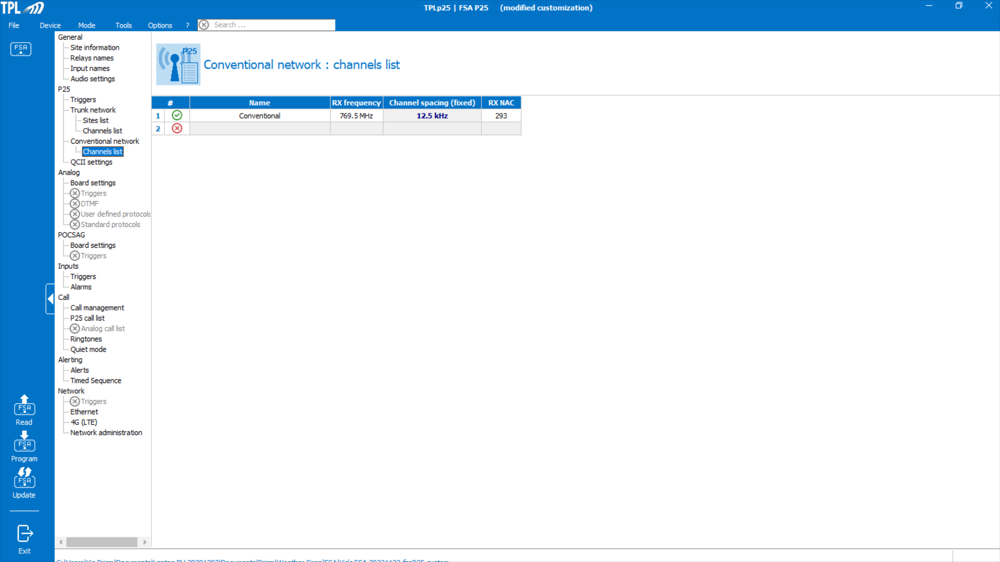 TPL
TPLp25 | FSA P25 (modified customization)
File Device Mode Tools Options ? Search ...
FSA
General
Site information
Relays names
Input names
Audio settings
P25
Triggers
Trunk network
Sites list
Channels list
Conventional network
Channels list
QCII settings
Analog
Board settings
Triggers
DTMF
User defined protocols
Standard protocols
POCSAG
Board settings
Triggers
Inputs
Triggers
Alarms
Call
Call management
P25 call list
Analog call list
Ringtones
Quiet mode
Alerting
Alerts
Timed Sequence
Network
Triggers
Ethernet
4G (LTE)
Network administration
FSA
Read
FSA
Program
FSA
Update
Exit
P25
Conventional network : channels list
# Name RX frequency Channel spacing (fixed) RX NAC
1 Conventional 769.5 MHz 12.5 kHz 293
2